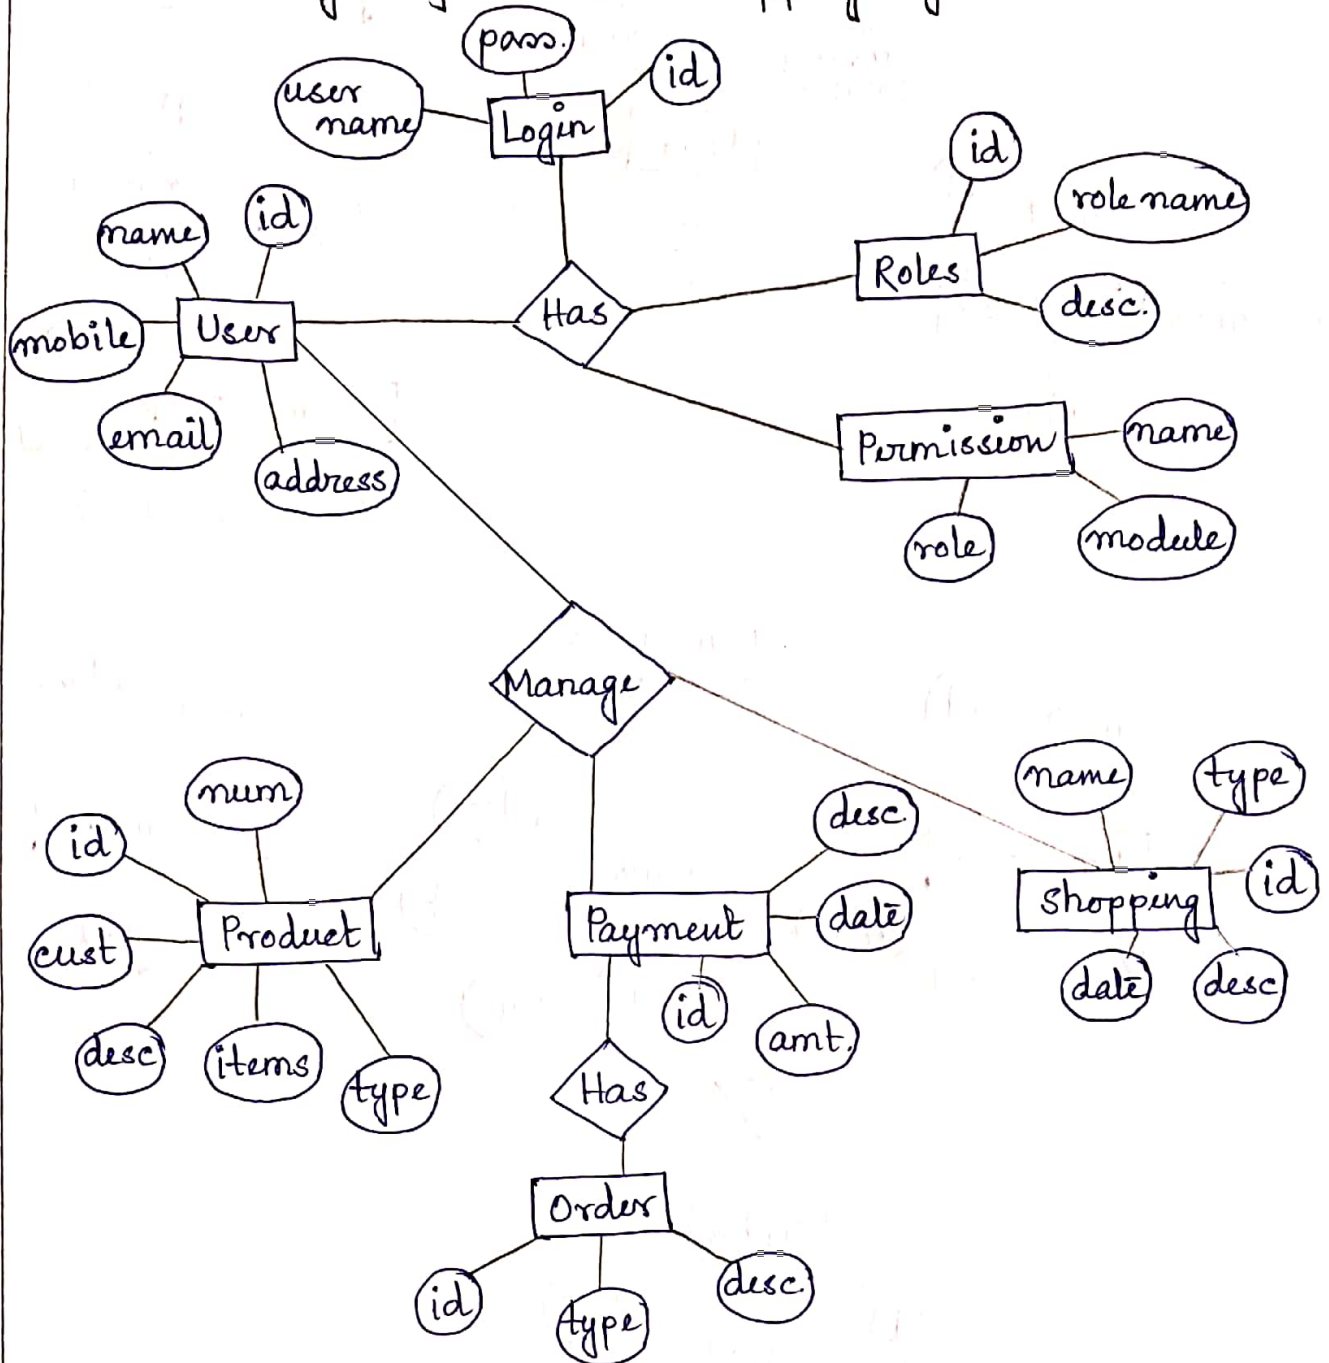 pass.
id
user
name
Login
id
role name
name
id
Roles
desc.
Has
User
mobile
email
address
Permission
name
role
module
Manage
name
type
num
desc.
id
id
Shopping
Product
Payment
date
cust
date
desc
id
amt.
desc
items
type
Has
Order
id
type
desc.